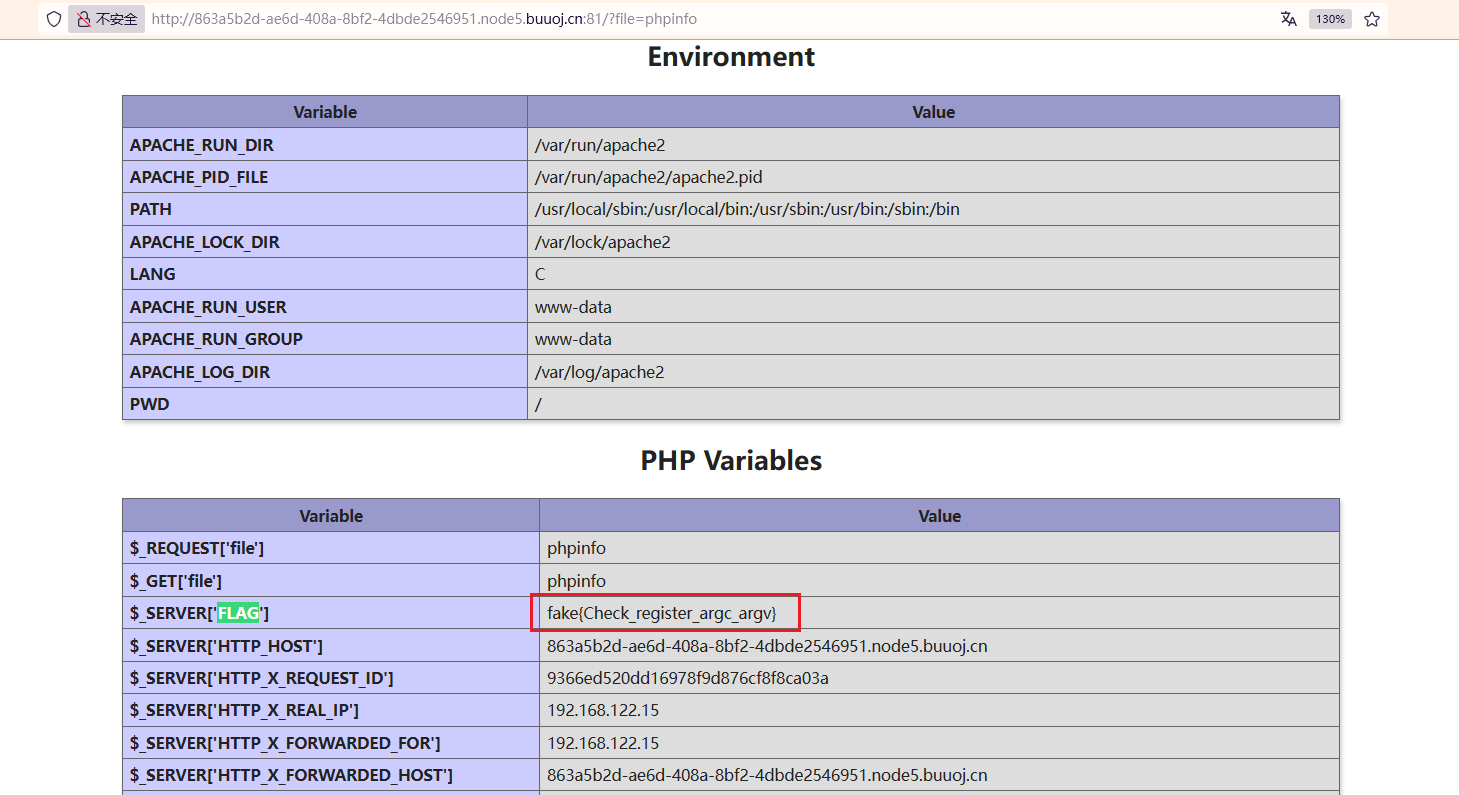 不安全 http://863a5b2d-ae6d-408a-8bf2-4dbde2546951.node5.buuoj.cn:81/?file=phpinfo 130%
Environment
Variable Value
APACHE_RUN_DIR /var/run/apache2
APACHE_PID_FILE /var/run/apache2/apache2.pid
PATH /usr/local/sbin:/usr/local/bin:/usr/sbin:/usr/bin:/sbin:/bin
APACHE_LOCK_DIR /var/lock/apache2
LANG C
APACHE_RUN_USER www-data
APACHE_RUN_GROUP www-data
APACHE_LOG_DIR /var/log/apache2
PWD /
PHP Variables
Variable Value
$_REQUEST['file'] phpinfo
$_GET['file'] phpinfo
$_SERVER['FLAG'] fake{Check_register_argc_argv}
$_SERVER['HTTP_HOST'] 863a5b2d-ae6d-408a-8bf2-4dbde2546951.node5.buuoj.cn
$_SERVER['HTTP_X_REQUEST_ID'] 9366ed520dd16978f9d876cf8f8ca03a
$_SERVER['HTTP_X_REAL_IP'] 192.168.122.15
$_SERVER['HTTP_X_FORWARDED_FOR'] 192.168.122.15
$_SERVER['HTTP_X_FORWARDED_HOST'] 863a5b2d-ae6d-408a-8bf2-4dbde2546951.node5.buuoj.cn